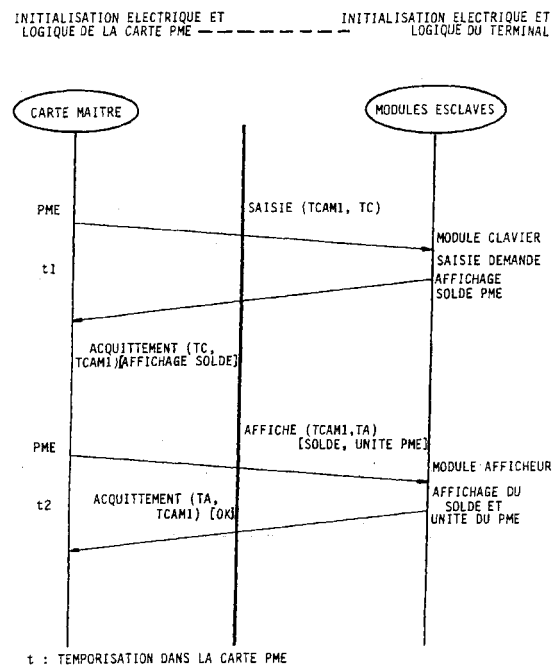 INITIALISATION ELECTRIQUE ET
LOGIQUE DE LA CARTE PME
INITIALISATION ELECTRIQUE ET
LOGIQUE DU TERMINAL
CARTE MAITRE
MODULES ESCLAVES
PME
SAISIE (TCAM1, TC)
MODULE CLAVIER
t1
SAISIE DEMANDE
AFFICHAGE
SOLDE PME
ACQUITTEMENT (TC,
TCAM1)[AFFICHAGE SOLDE]
AFFICHE (TCAM1,TA)
[SOLDE, UNITE PME]
PME
MODULE AFFICHEUR
t2
ACQUITTEMENT (TA,
TCAM1) [OK]
AFFICHAGE DU
SOLDE ET
UNITE DU PME
t : TEMPORISATION DANS LA CARTE PME